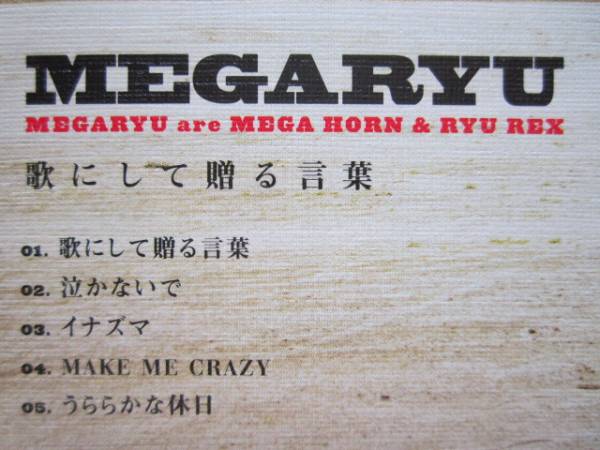 MEGARYU
MEGARYU are MEGA HORN & RYU REX
歌にして贈る言葉
01. 歌にして贈る言葉
02. 泣かないで
03. イナズマ
04. MAKE ME CRAZY
05. うららかな休日